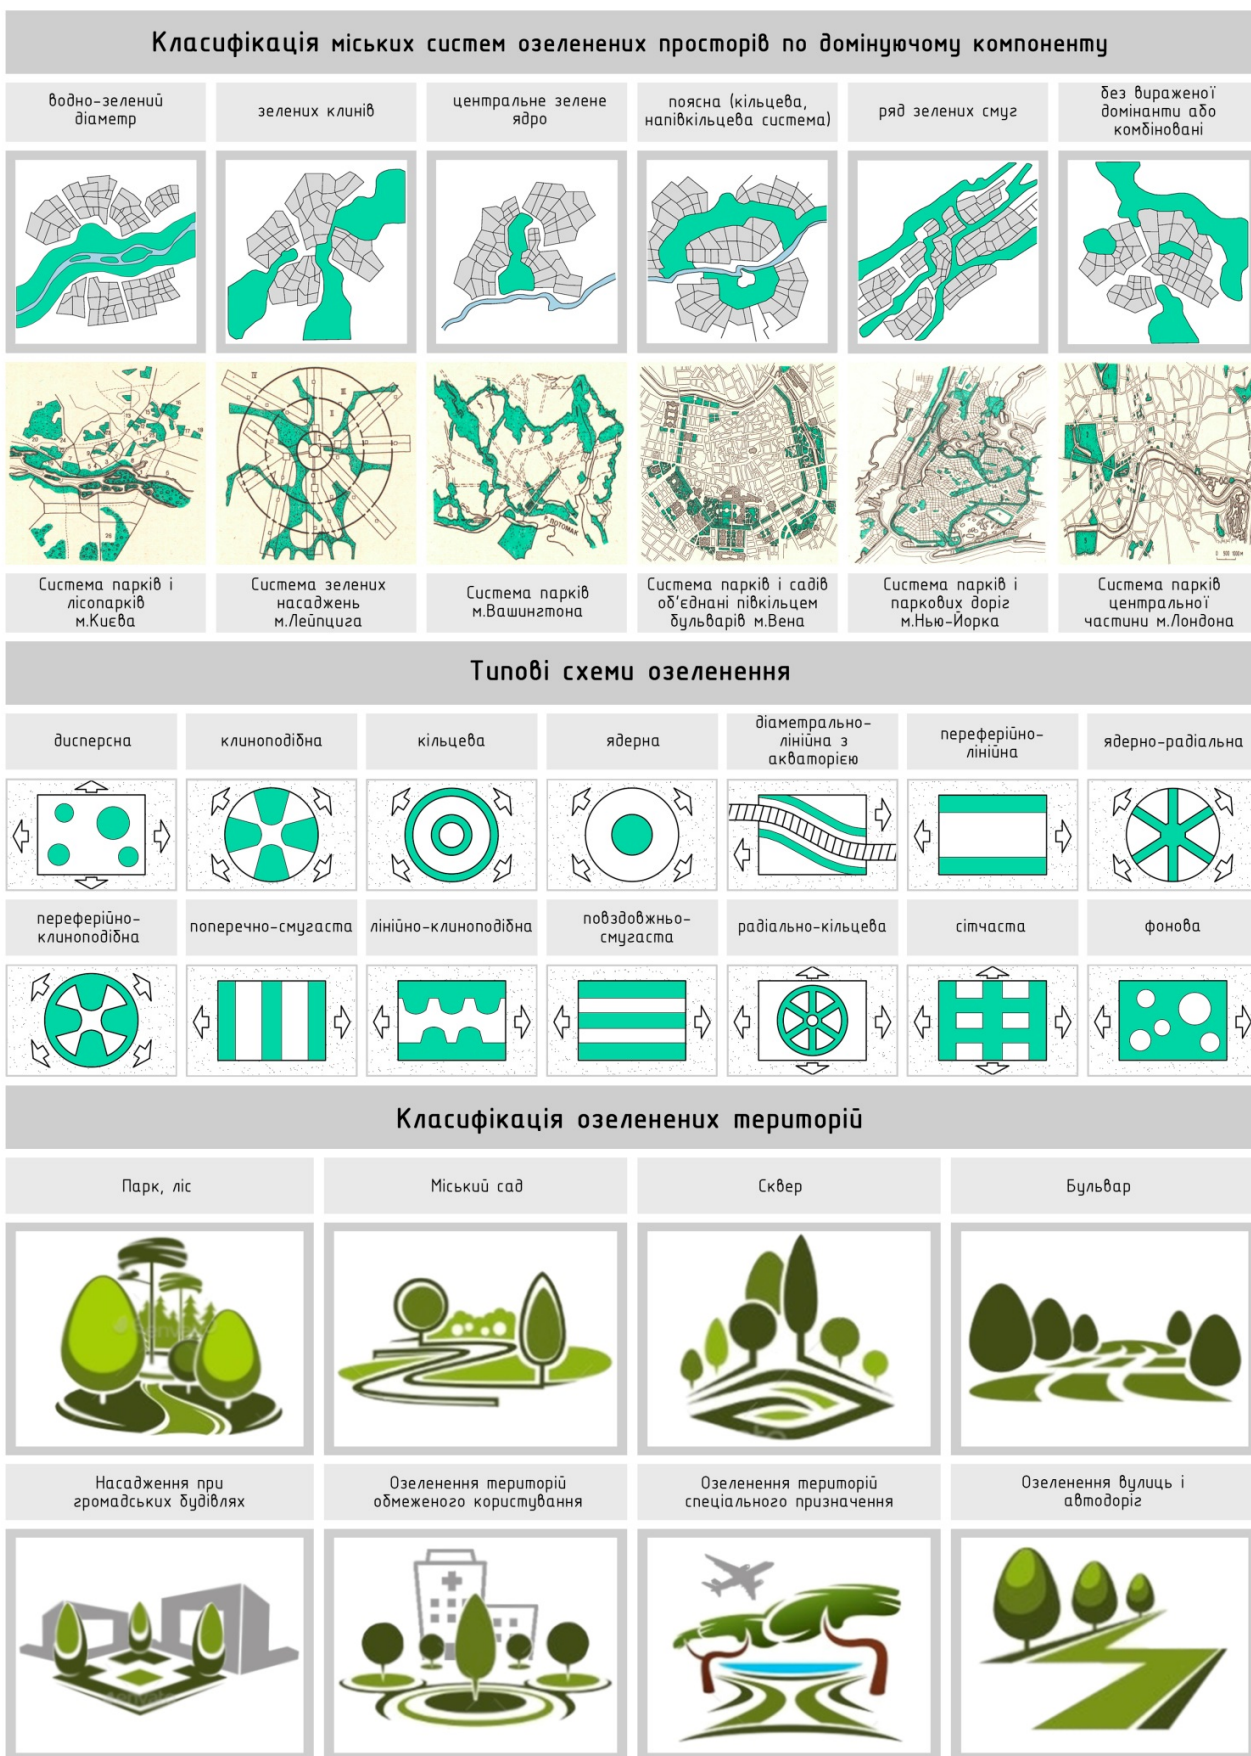 Класифікація міських систем озеленених просторів по домінуючому компоненту
водно-зелений
діаметр
зелених клинів
центральне зелене
ядро
поясна (кільцева,
напівкільцева система)
ряд зелених смуг
без вираженої
домінанти або
комбіновані
Р. ПОТОМАК
Система парків і
лісопарків
м.Києва
Система зелених
насаджень
м.Лейпцига
Система парків
м.Вашингтона
Система парків і садів
об'єднані півкільцем
бульварів м.Вена
Система парків і
паркових доріг
м.Нью-Йорка
Система парків
центральної
частини м.Лондона
Типові схеми озеленення
дисперсна
клиноподібна
кільцева
ядерна
діаметрально-
лінійна з
акваторією
переферійно-
лінійна
ядерно-радіальна
переферійно-
клиноподібна
поперечно-смугаста
лінійно-клиноподібна
повздовжньо-
смугаста
радіально-кільцева
сітчаста
фонова
Класифікація озеленених територій
Парк, ліс
Міський сад
Сквер
Бульвар
Насадження при
громадських будівлях
Озеленення територій
обмеженого користування
Озеленення територій
спеціального призначення
Озеленення вулиць і
автодоріг